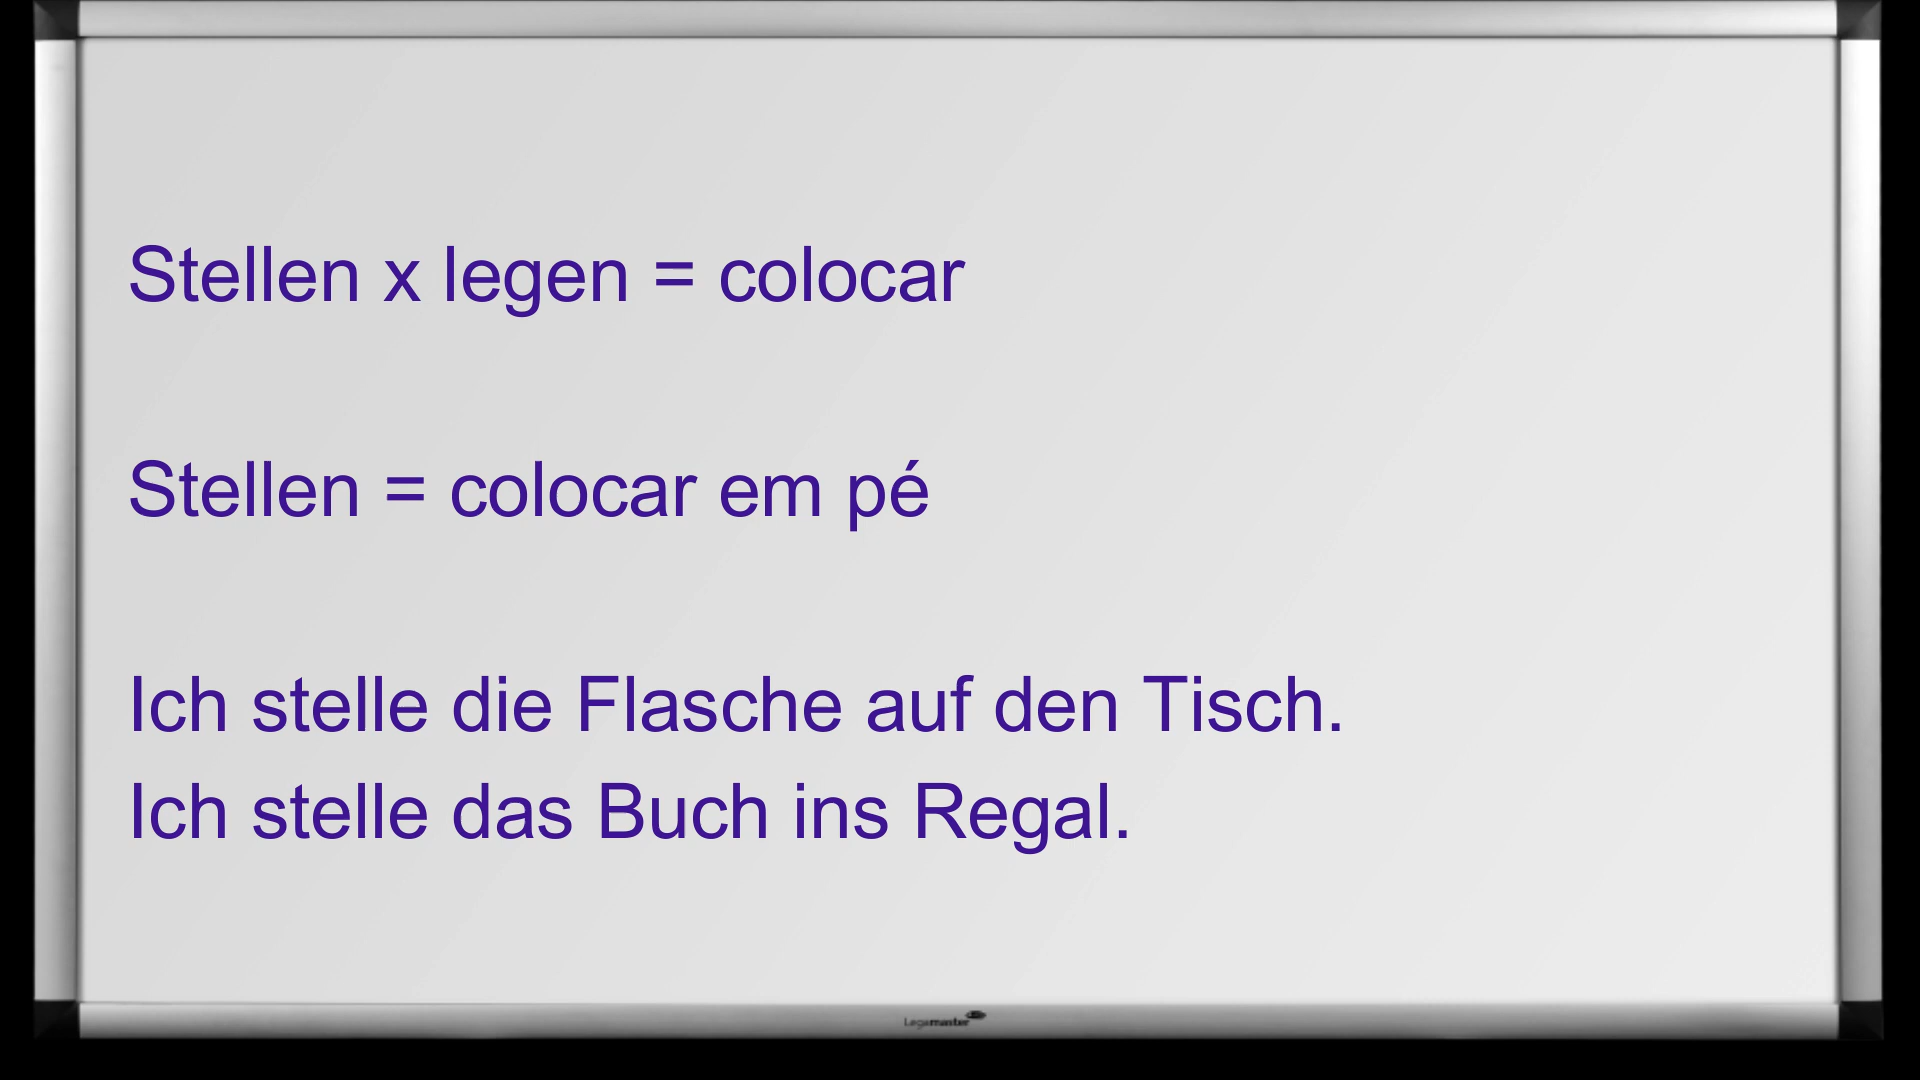 Stellen x legen = colocar
Stellen = colocar em pé
Ich stelle die Flasche auf den Tisch.
Ich stelle das Buch ins Regal.
Legamaster